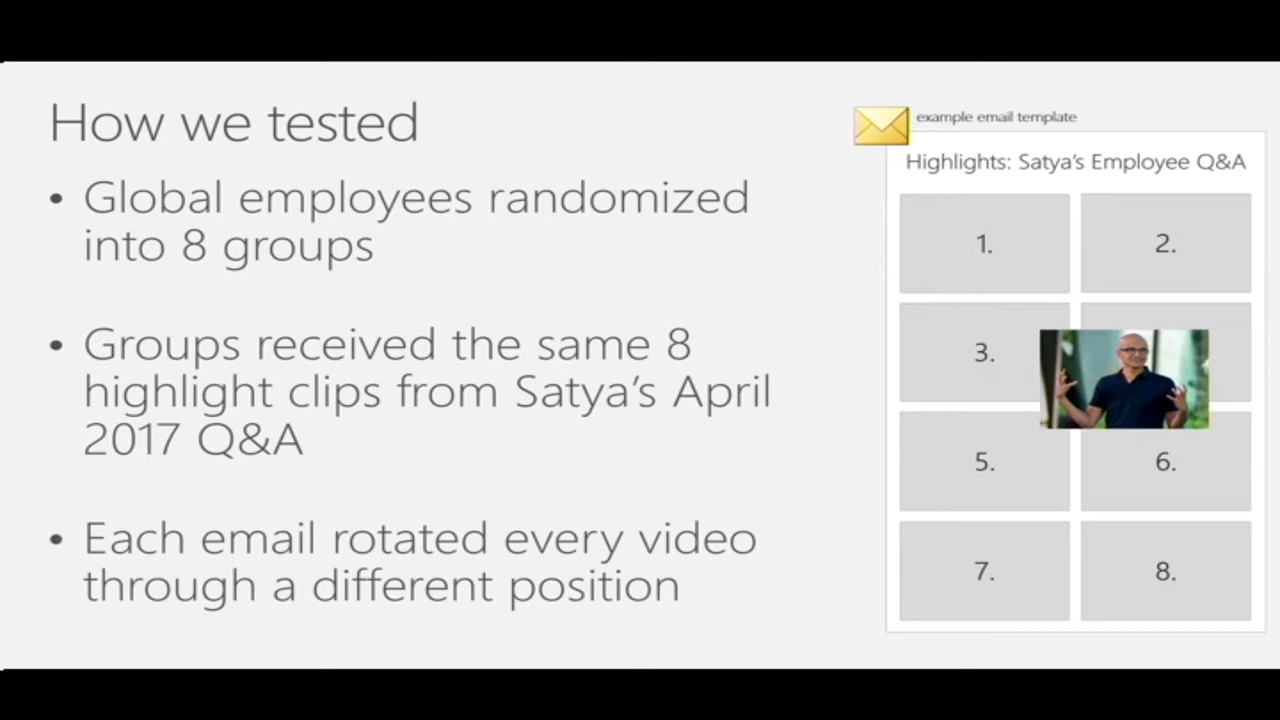 How we tested
• Global employees randomized
into 8 groups
• Groups received the same 8
highlight clips from Satya's April
2017 Q&A
• Each email rotated every video
through a different position
example email template
Highlights: Satya's Employee Q&A
1.
2.
3.
5.
6.
7.
8.